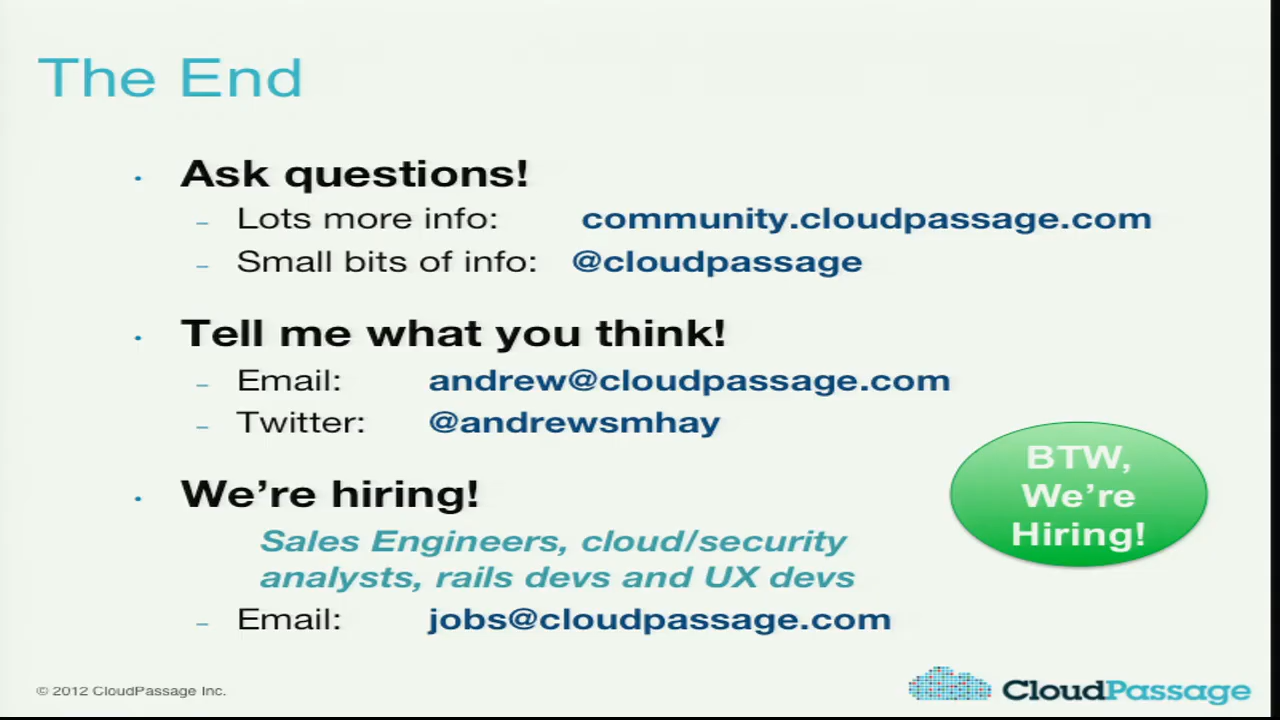 The End
· Ask questions!
– Lots more info: community.cloudpassage.com
– Small bits of info: @cloudpassage
· Tell me what you think!
– Email: andrew@cloudpassage.com
– Twitter: @andrewsmhay
· We’re hiring!
Sales Engineers, cloud/security
analysts, rails devs and UX devs
– Email: jobs@cloudpassage.com
BTW,
We’re
Hiring!
© 2012 CloudPassage Inc.
CloudPassage